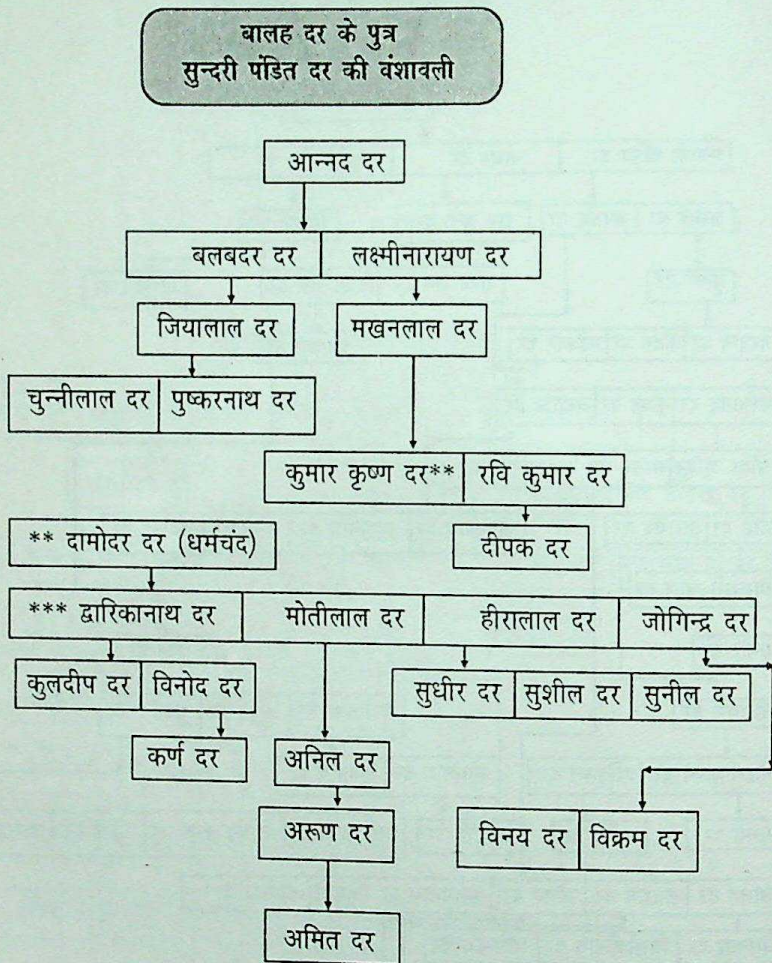 बालह दर के पुत्र
सुन्दरी पंडित दर की वंशावली
आन्नद दर
बलबदर दर लक्ष्मीनारायण दर
जियालाल दर मखनलाल दर
चुन्नीलाल दर पुष्करनाथ दर
कुमार कृष्ण दर** रवि कुमार दर
** दामोदर दर (धर्मचंद) दीपक दर
*** द्वारिकानाथ दर मोतीलाल दर हीरालाल दर जोगिन्द्र दर
कुलदीप दर विनोद दर सुधीर दर सुशील दर सुनील दर
कर्ण दर अनिल दर
अरूण दर विनय दर विक्रम दर
अमित दर